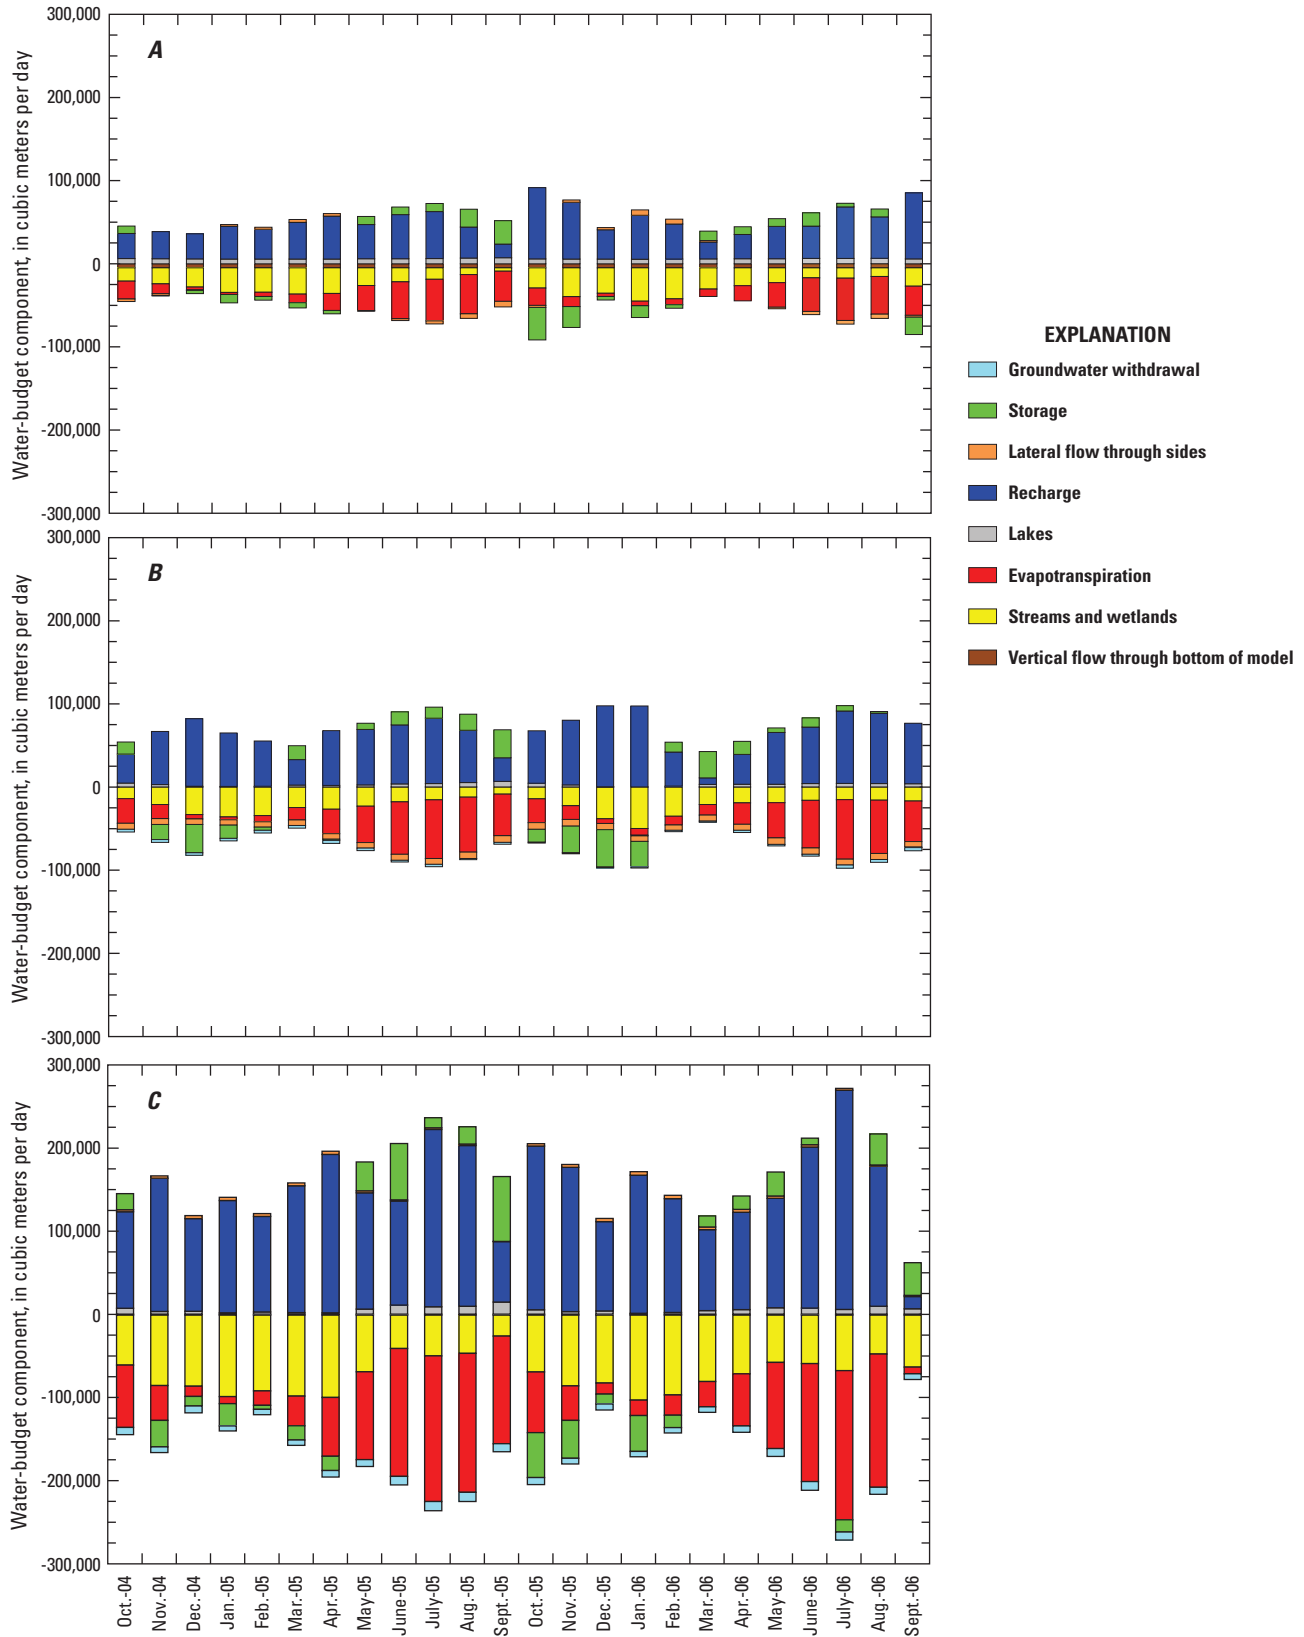 A
Water-budget component, in cubic meters per day
300,000
200,000
100,000
0
-100,000
-200,000
-300,000
B
Water-budget component, in cubic meters per day
300,000
200,000
100,000
0
-100,000
-200,000
-300,000
C
Water-budget component, in cubic meters per day
300,000
200,000
100,000
0
-100,000
-200,000
-300,000
Oct.-04
Nov.-04
Dec.-04
Jan.-05
Feb.-05
Mar.-05
Apr.-05
May-05
June-05
July-05
Aug.-05
Sept.-05
Oct.-05
Nov.-05
Dec.-05
Jan.-06
Feb.-06
Mar.-06
Apr.-06
May-06
June-06
July-06
Aug.-06
Sept.-06
EXPLANATION
Groundwater withdrawal
Storage
Lateral flow through sides
Recharge
Lakes
Evapotranspiration
Streams and wetlands
Vertical flow through bottom of model